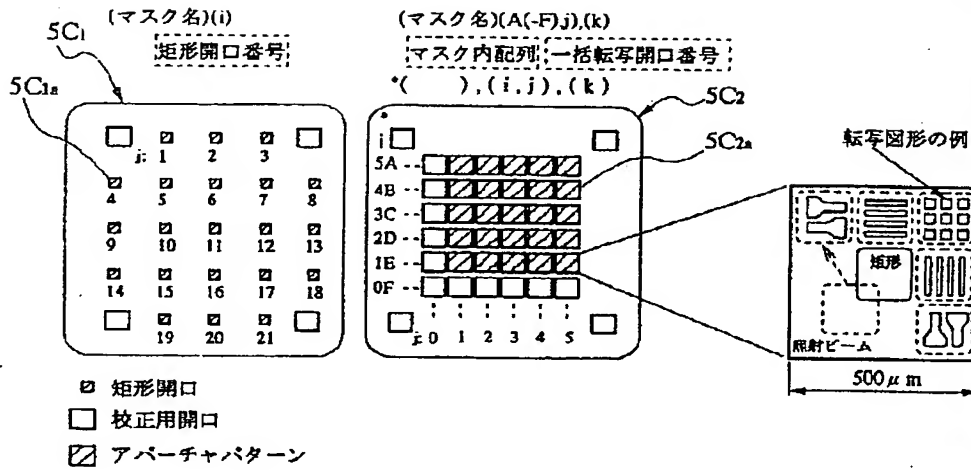 (マスク名)(i)
矩形開口番号
5C1
5C1a
j: 1 2 3
4 5 6 7 8
9 10 11 12 13
14 15 16 17 18
19 20 21
(マスク名)(A(-F),j),(k)
マスク内配列 一括転写開口番号
*( ),(i,j),(k)
5C2
5C2a
i
5A
4B
3C
2D
1E
0F
j: 0 1 2 3 4 5
転写図形の例
矩形
照射ビーム
500μm
矩形開口
校正用開口
アパーチャパターン